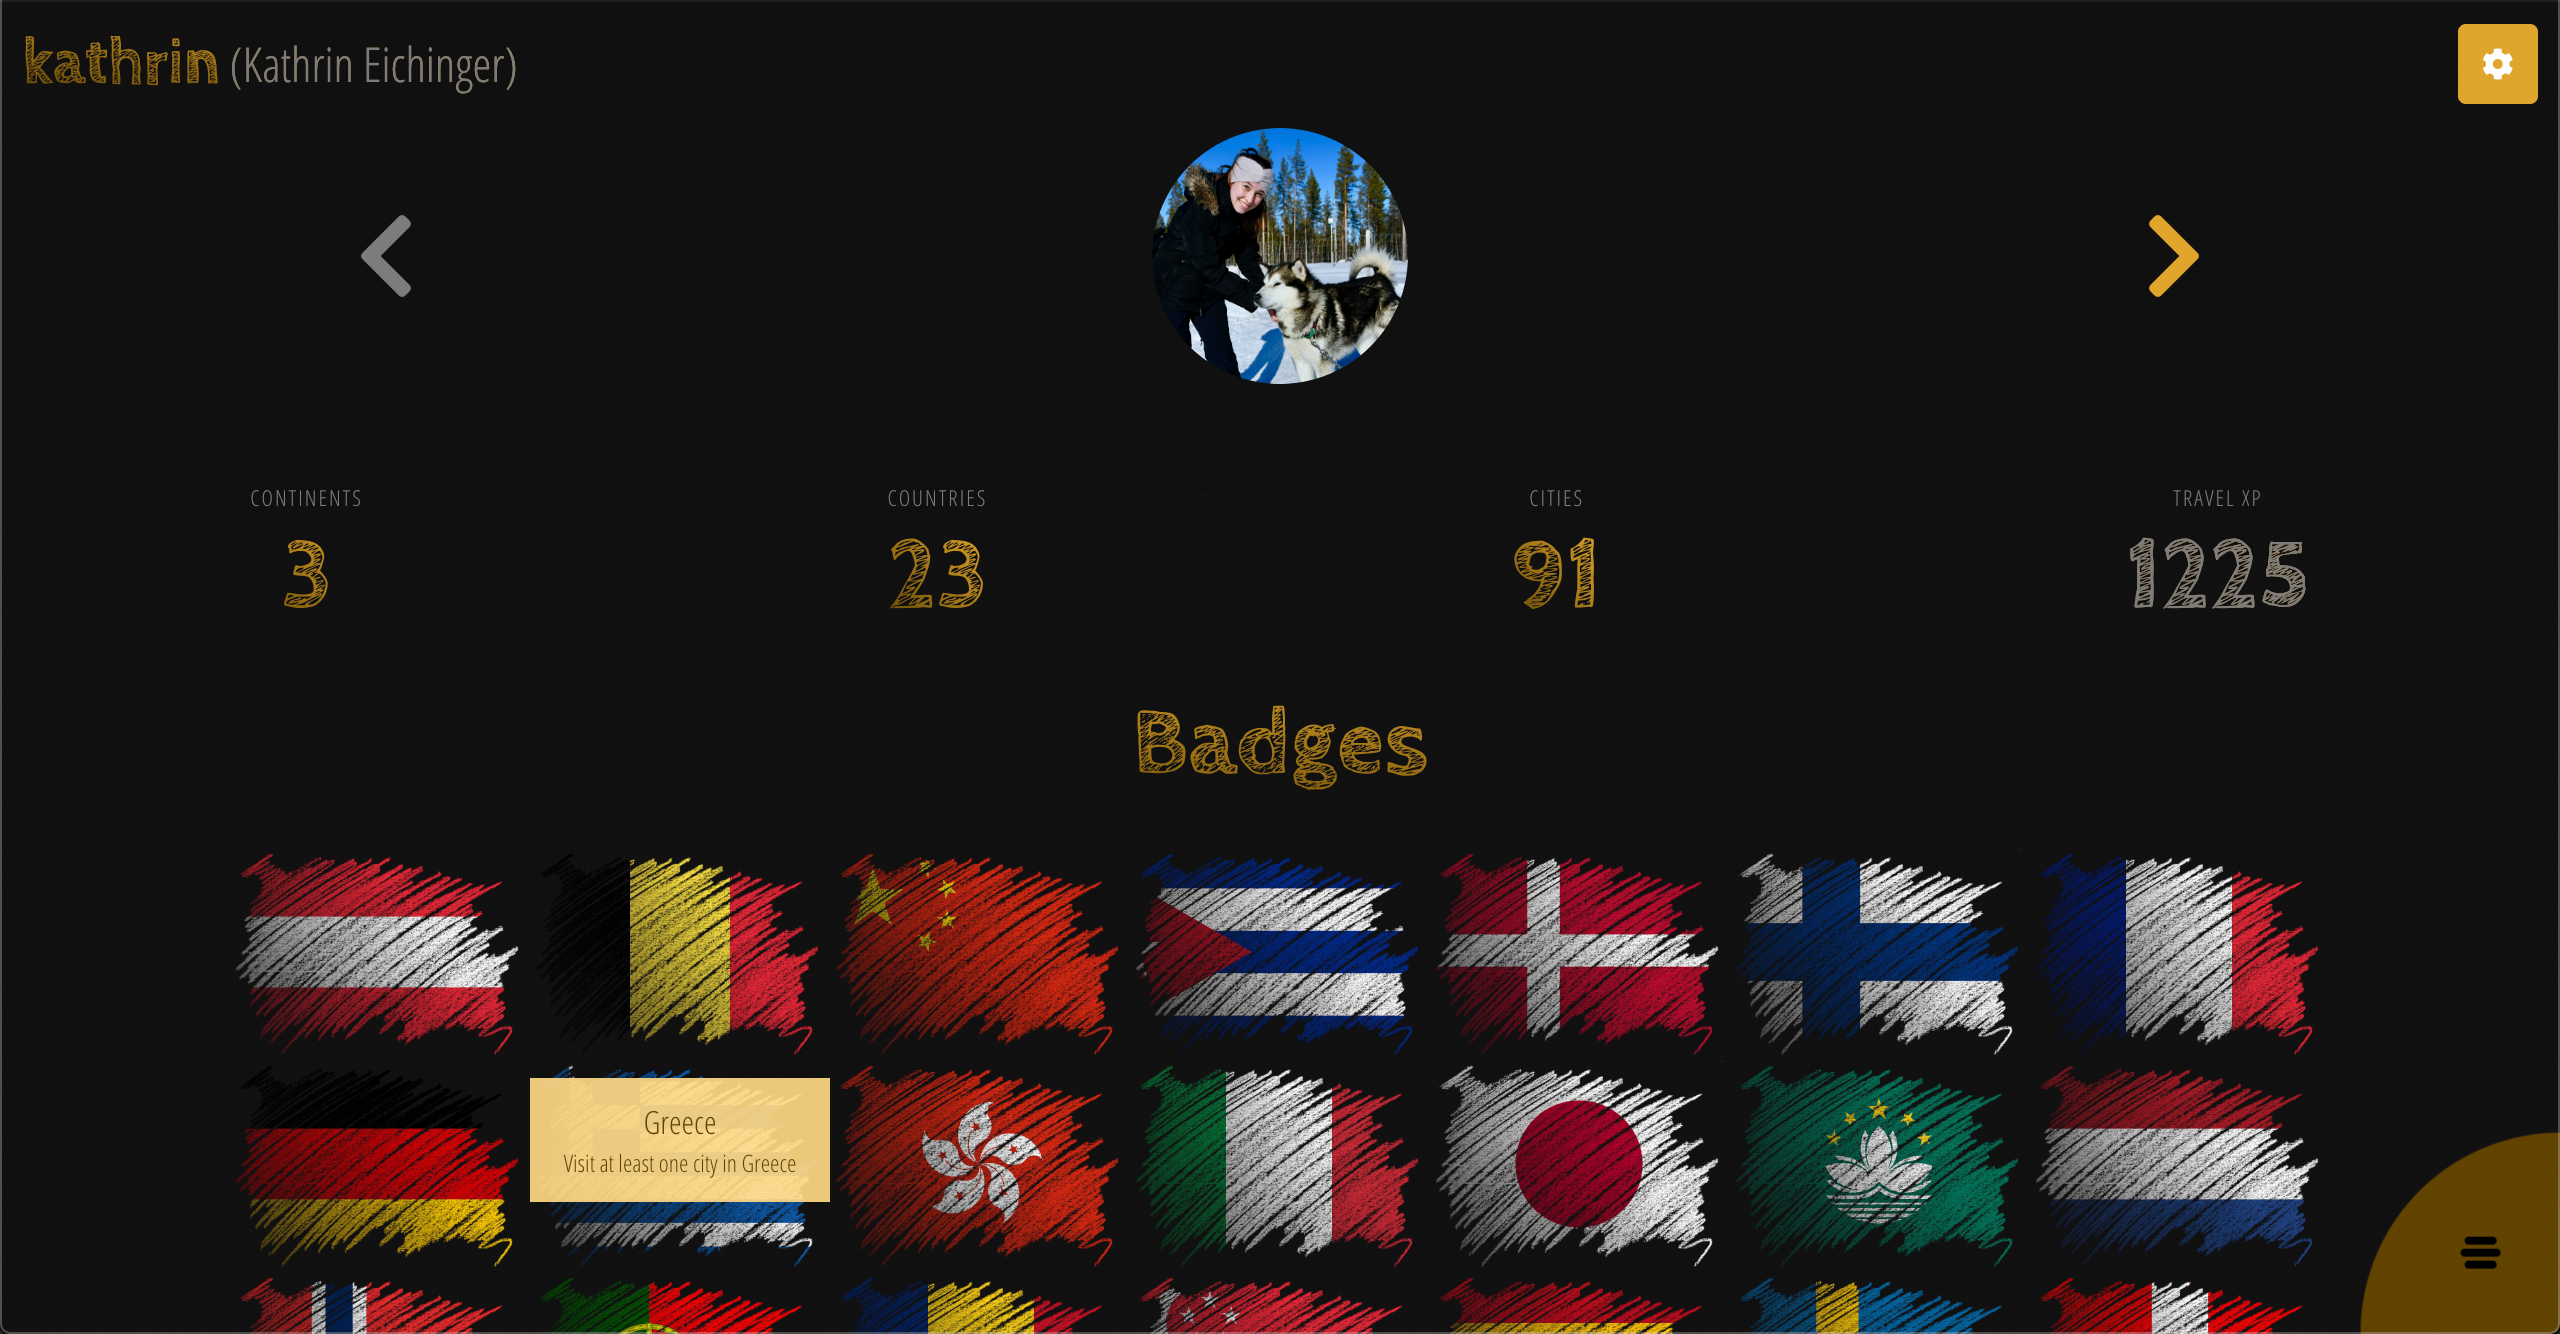 kathrin (Kathrin Eichinger)
CONTINENTS
3
COUNTRIES
23
CITIES
91
TRAVEL XP
1225
Badges
Greece
Visit at least one city in Greece